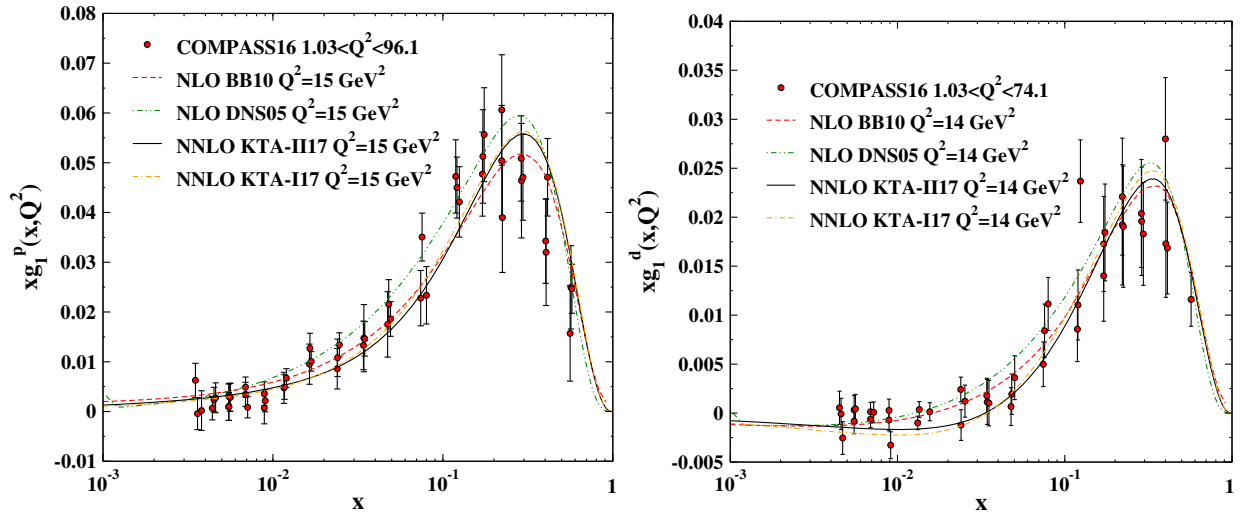 0.08
0.07
0.06
0.05
0.04
0.03
0.02
0.01
0
-0.01
xg₁ᵖ(x,Q²)
COMPASS16 1.03<Q²<96.1
NLO BB10 Q²=15 GeV²
NLO DNS05 Q²=15 GeV²
NNLO KTA-II17 Q²=15 GeV²
NNLO KTA-I17 Q²=15 GeV²
10⁻³ 10⁻² 10⁻¹ 1
x
0.04
0.035
0.03
0.025
0.02
0.015
0.01
0.005
0
-0.005
xg₁ᵈ(x,Q²)
COMPASS16 1.03<Q²<74.1
NLO BB10 Q²=14 GeV²
NLO DNS05 Q²=14 GeV²
NNLO KTA-II17 Q²=14 GeV²
NNLO KTA-I17 Q²=14 GeV²
10⁻³ 10⁻² 10⁻¹ 1
x